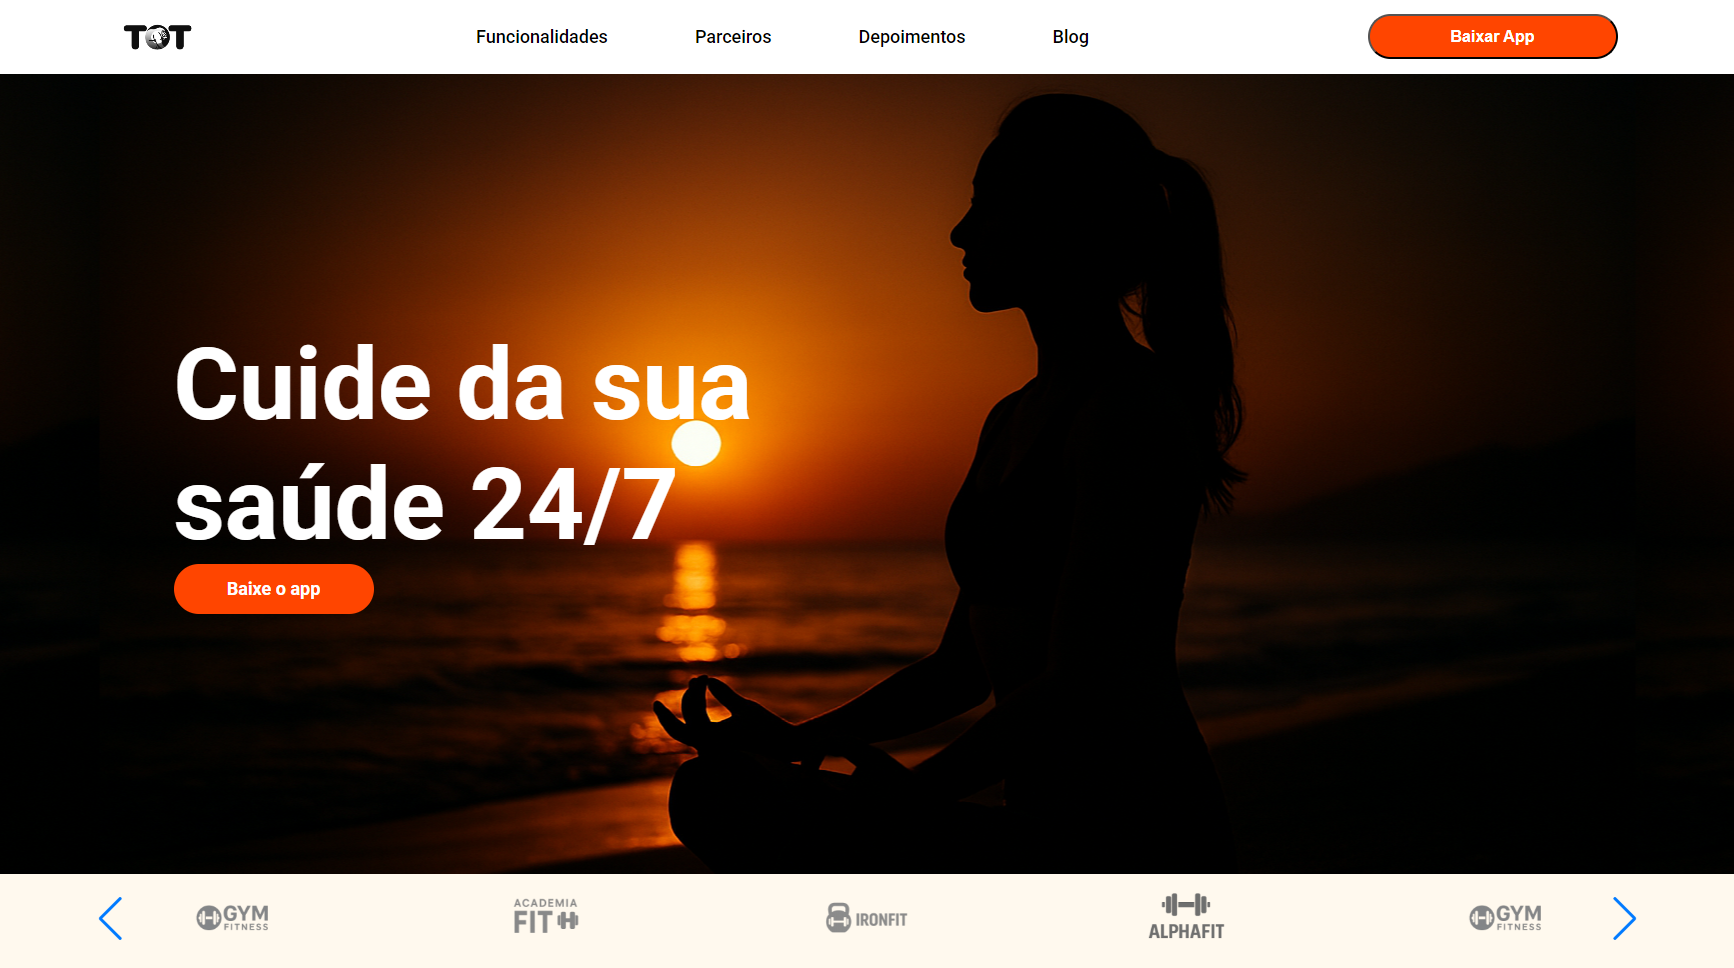 TOT
Funcionalidades
Parceiros
Depoimentos
Blog
Baixar App
Cuide da sua
saúde 24/7
Baixe o app
GYM
FITNESS
ACADEMIA
FIT
IRONFIT
ALPHAFIT
GYM
FITNESS